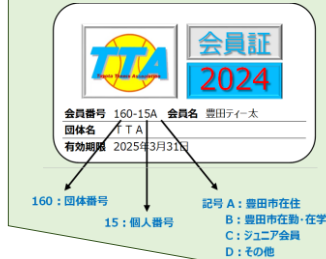 TTA
会員証
2024
会員番号 160-15A 会員名 豊田ティー太
団体名 TTA
有効期限 2025年3月31日
160：団体番号
15：個人番号
記号 A：豊田市在住
B：豊田市在勤・在学
C：ジュニア会員
D：その他